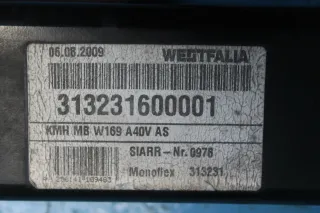 06.08.2009 WESTFALIA
313231600001
KMH MB W169 A40V AS
SIARR-Nr. 0978
Monoflex 313231